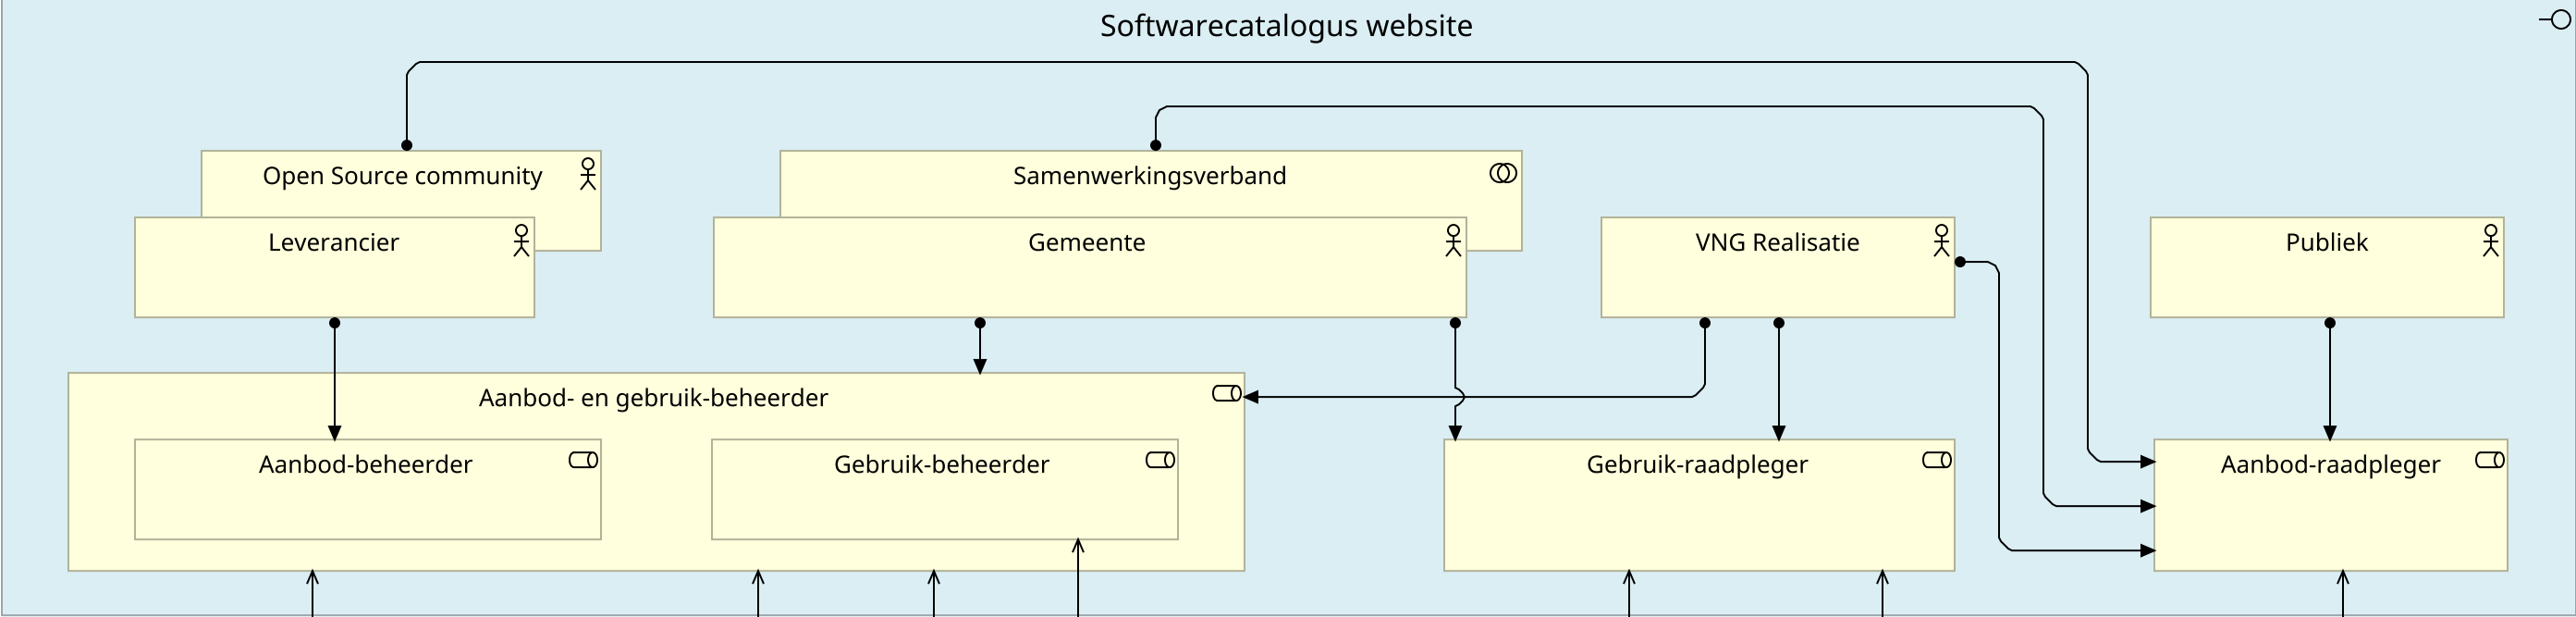 Softwarecatalogus website
Open Source community
Samenwerkingsverband
Leverancier
Gemeente
VNG Realisatie
Publiek
Aanbod- en gebruik-beheerder
Aanbod-beheerder
Gebruik-beheerder
Gebruik-raadpleger
Aanbod-raadpleger